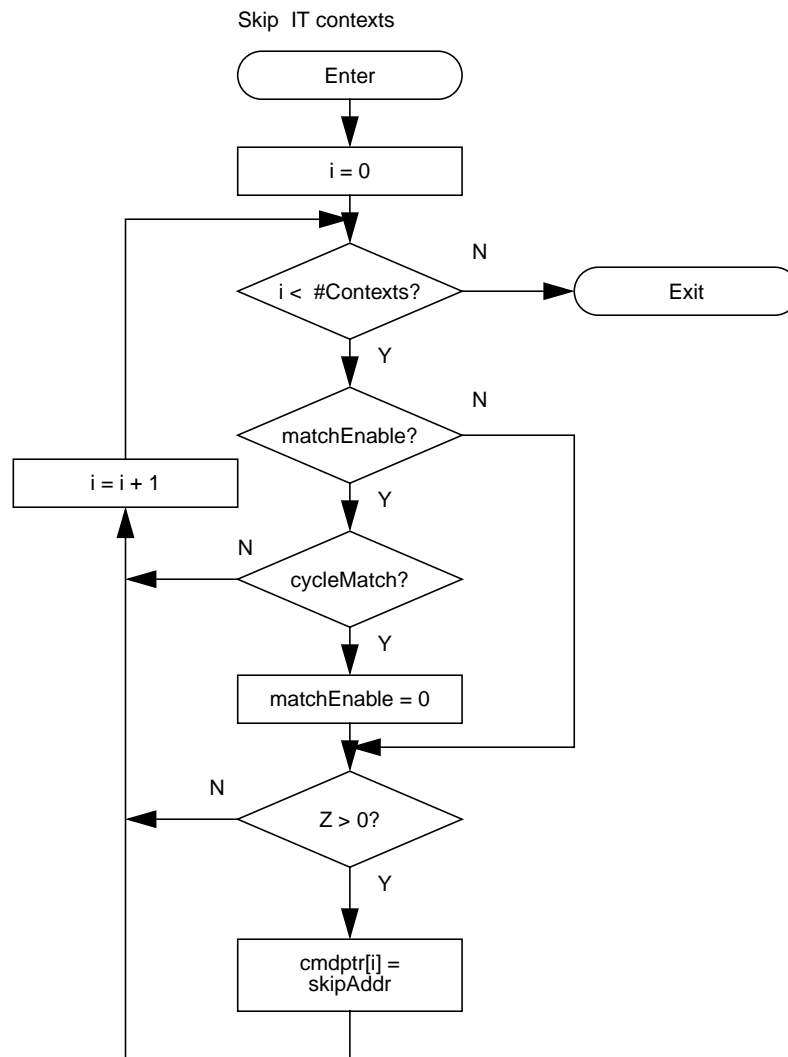 Skip IT contexts
Enter
i = 0
N
i < #Contexts?
Exit
Y
N
matchEnable?
i = i + 1
Y
N
cycleMatch?
Y
matchEnable = 0
N
Z > 0?
Y
cmdptr[i] =
skipAddr